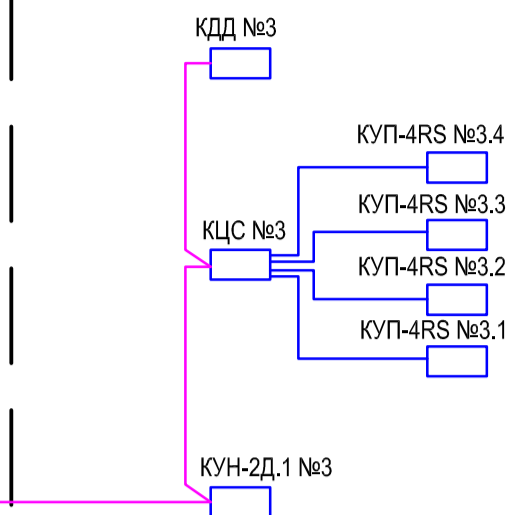 КДД №3
КУП-4RS №3.4
КУП-4RS №3.3
КЦС №3
КУП-4RS №3.2
КУП-4RS №3.1
КУН-2Д.1 №3